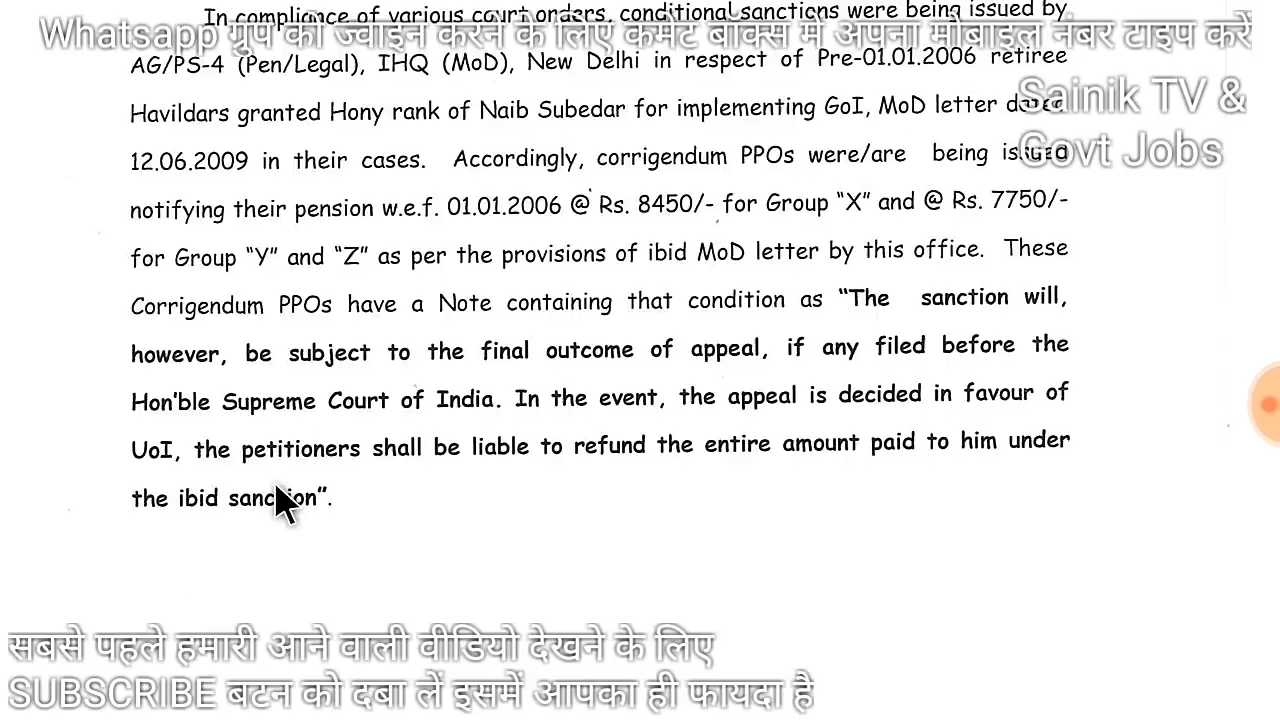 In compliance of various court orders, conditional sanctions were being issued by
Whatsapp ग्रुप को ज्वाइन करने के लिए कमेंट बॉक्स में अपना मोबाइल नंबर टाइप करें
AG/PS-4 (Pen/Legal), IHQ (MoD), New Delhi in respect of Pre-01.01.2006 retiree
Sainik TV &
Havildars granted Hony rank of Naib Subedar for implementing GoI, MoD letter dated
Govt Jobs
12.06.2009 in their cases. Accordingly, corrigendum PPOs were/are being issued
notifying their pension w.e.f. 01.01.2006 @ Rs. 8450/- for Group “X” and @ Rs. 7750/-
for Group “Y” and “Z” as per the provisions of ibid MoD letter by this office. These
Corrigendum PPOs have a Note containing that condition as “The sanction will,
however, be subject to the final outcome of appeal, if any filed before the
Hon’ble Supreme Court of India. In the event, the appeal is decided in favour of
UoI, the petitioners shall be liable to refund the entire amount paid to him under
the ibid sanction”.
सबसे पहले हमारी आने वाली वीडियो देखने के लिए
SUBSCRIBE बटन को दबा लें इसमें आपका ही फायदा है